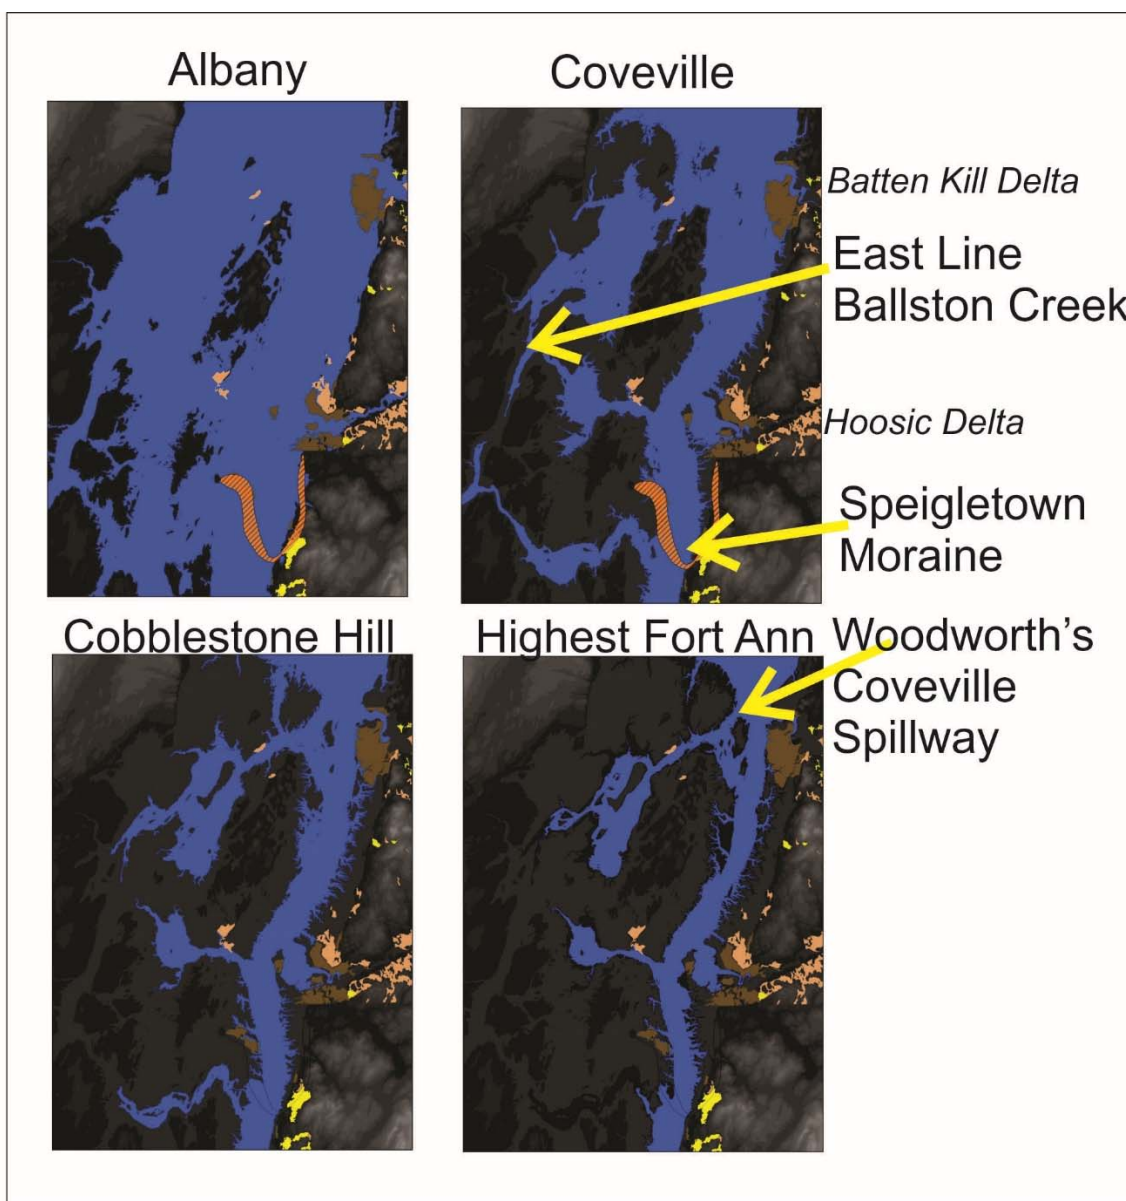 Albany
Coveville
Batten Kill Delta
East Line
Ballston Creek
Hoosic Delta
Speigletown
Moraine
Cobblestone Hill
Highest Fort Ann
Woodworth's
Coveville
Spillway